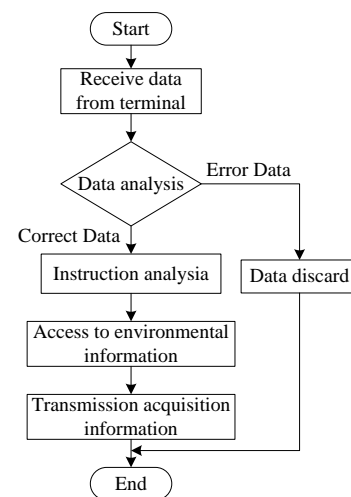 Start
Receive data
from terminal
Data analysis
Error Data
Correct Data
Instruction analysia
Data discard
Access to environmental
information
Transmission acquisition
information
End